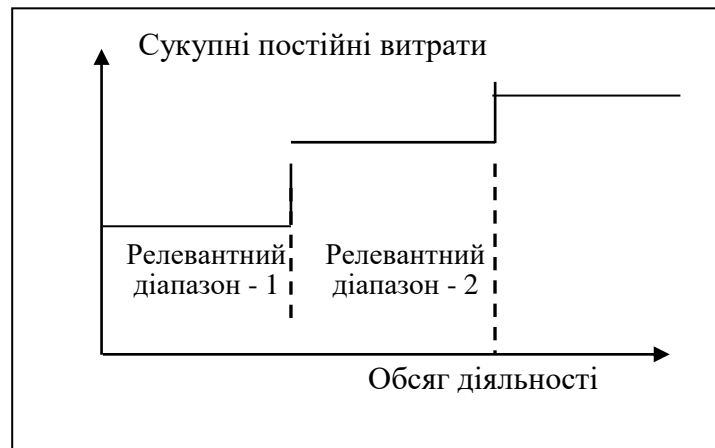 Сукупні постійні витрати
Релевантний
діапазон - 1
Релевантний
діапазон - 2
Обсяг діяльності